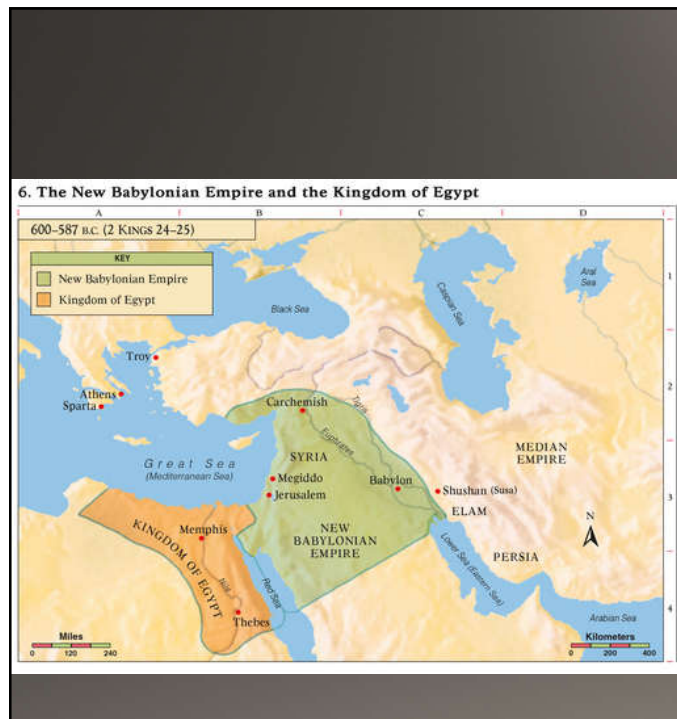 6. The New Babylonian Empire and the Kingdom of Egypt
A B C D
600–587 B.C. (2 KINGS 24–25)
KEY
New Babylonian Empire
Kingdom of Egypt
1
Aral
Sea
Caspian Sea
Black Sea
Troy
2
Athens
Sparta
Carchemish
Tigris
Euphrates
SYRIA
MEDIAN
EMPIRE
Great Sea
(Mediterranean Sea)
Megiddo
Babylon
Shushan (Susa)
3
Jerusalem
ELAM
N
NEW
BABYLONIAN
EMPIRE
Memphis
KINGDOM OF EGYPT
PERSIA
Lower Sea (Eastern Sea)
Nile
Red Sea
4
Thebes
Arabian Sea
Miles
0 120 240
Kilometers
0 200 400